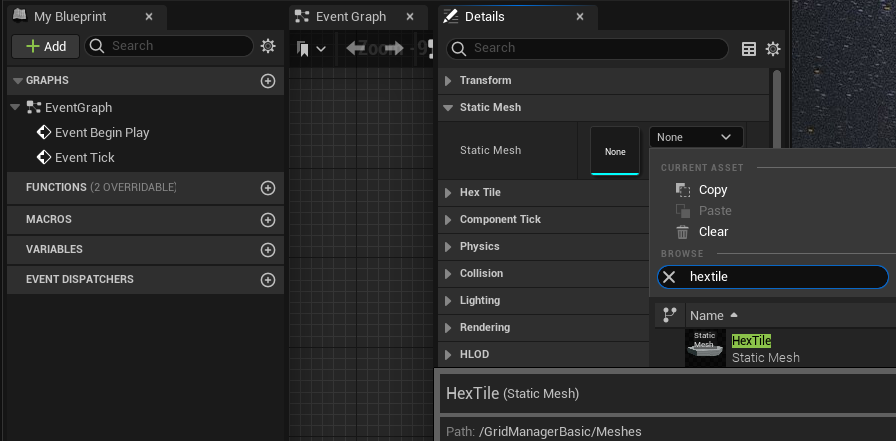 My Blueprint
Add
Search
GRAPHS
EventGraph
Event Begin Play
Event Tick
FUNCTIONS (2 OVERRIDABLE)
MACROS
VARIABLES
EVENT DISPATCHERS
Event Graph
Zoom -9
Details
Search
Transform
Static Mesh
Static Mesh
None
None
Hex Tile
Component Tick
Physics
Collision
Lighting
Rendering
HLOD
CURRENT ASSET
Copy
Paste
Clear
BROWSE
hextile
Name
Static
Mesh
HexTile
Static Mesh
HexTile (Static Mesh)
Path: /GridManagerBasic/Meshes